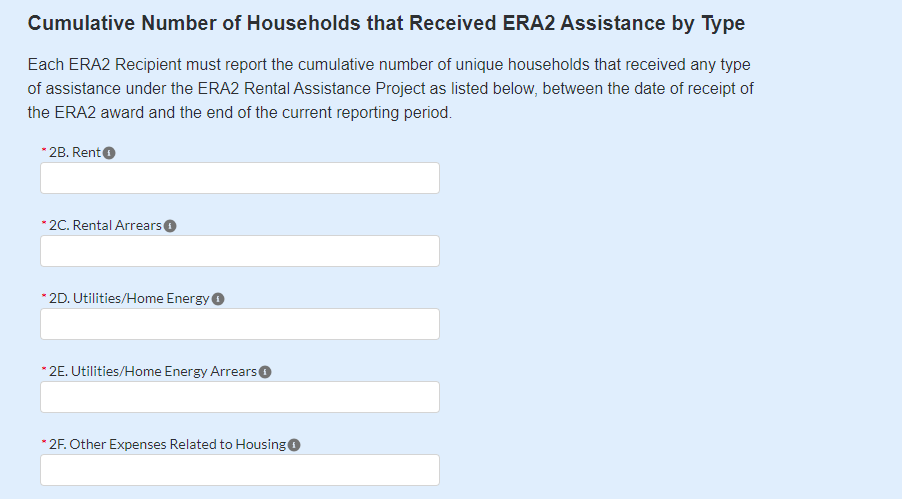 Cumulative Number of Households that Received ERA2 Assistance by Type
Each ERA2 Recipient must report the cumulative number of unique households that received any type
of assistance under the ERA2 Rental Assistance Project as listed below, between the date of receipt of
the ERA2 award and the end of the current reporting period.
* 2B. Rent
* 2C. Rental Arrears
* 2D. Utilities/Home Energy
* 2E. Utilities/Home Energy Arrears
* 2F. Other Expenses Related to Housing